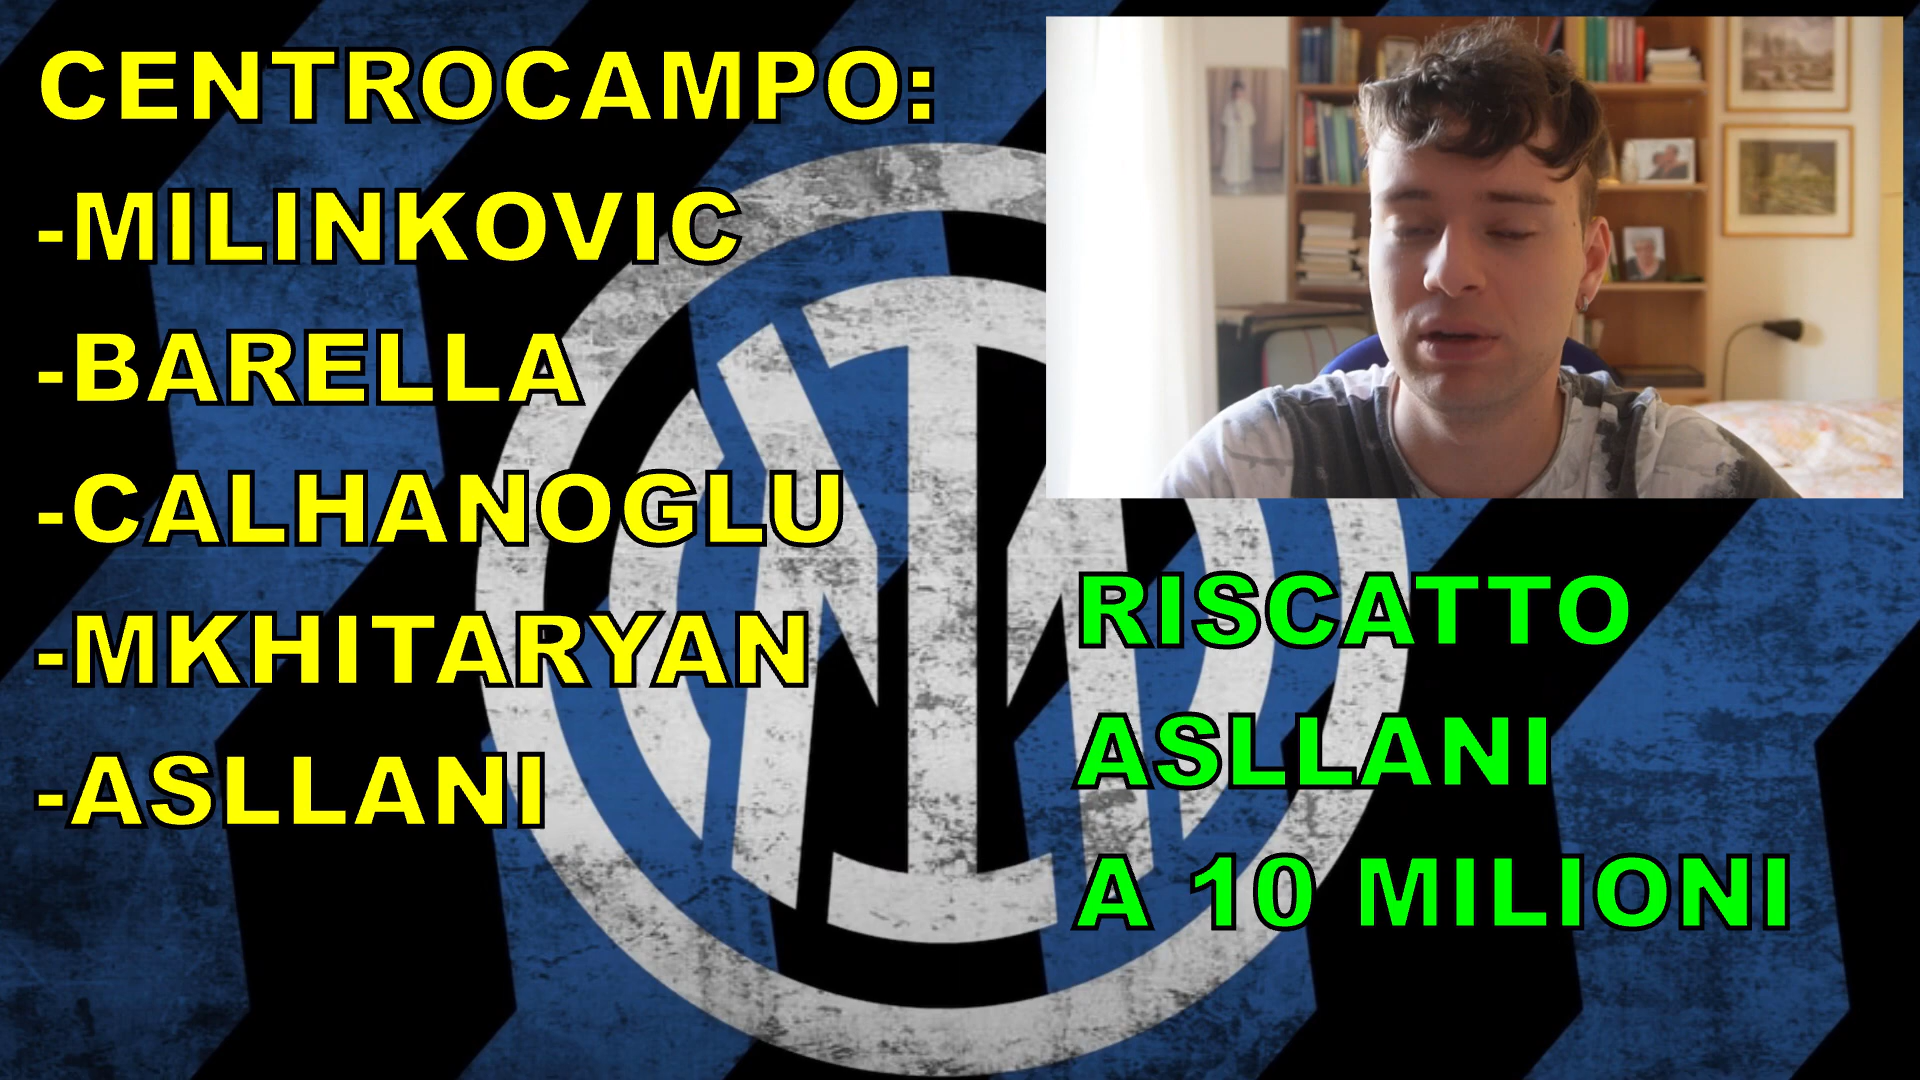 CENTROCAMPO:
-MILINKOVIC
-BARELLA
-CALHANOGLU
-MKHITARYAN
-ASLLANI
RISCATTO
ASLLANI
A 10 MILIONI